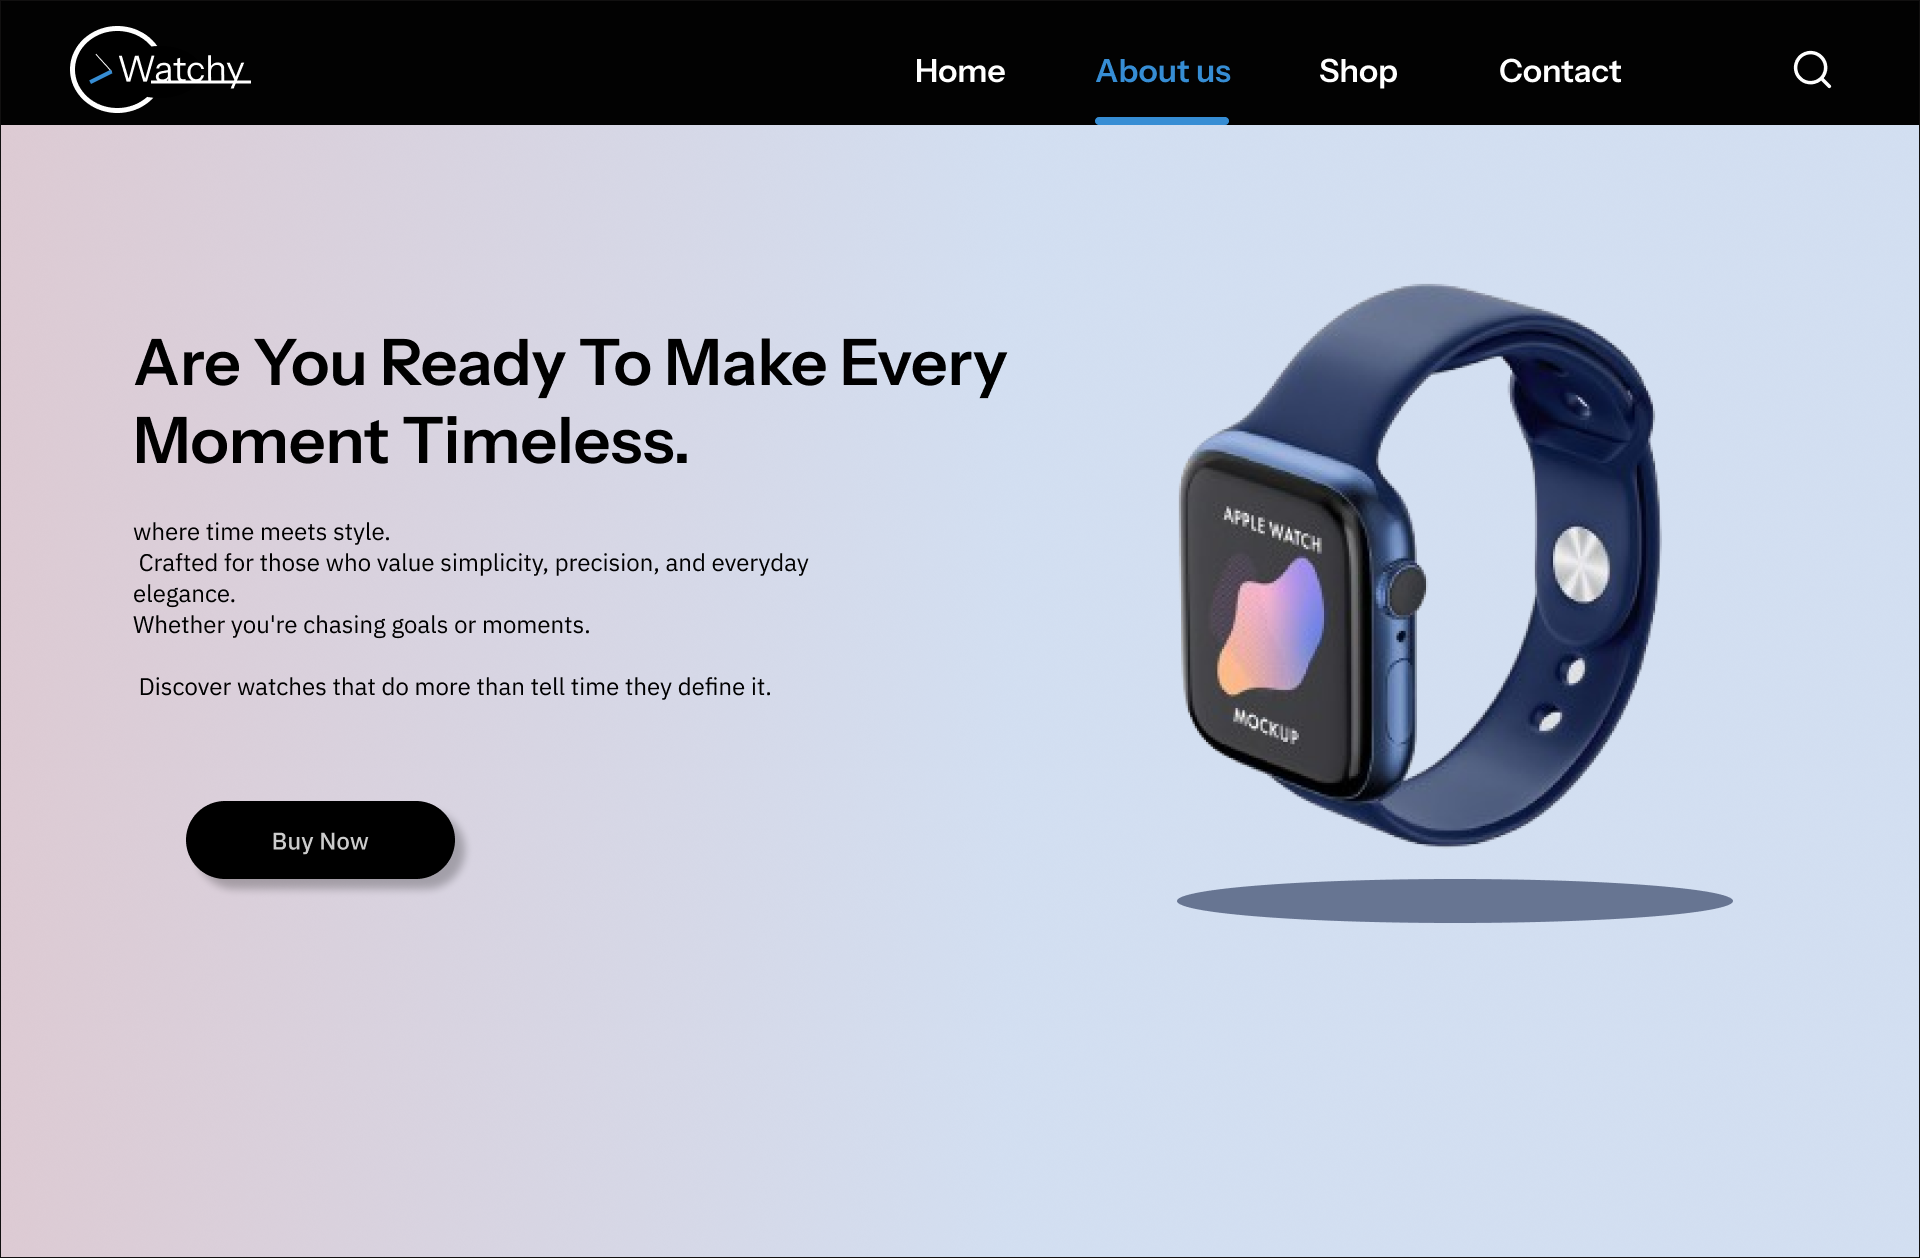 Watchy
Home About us Shop Contact
Are You Ready To Make Every
Moment Timeless.
where time meets style.
Crafted for those who value simplicity, precision, and everyday
elegance.
Whether you're chasing goals or moments.
Discover watches that do more than tell time they define it.
Buy Now
APPLE WATCH
MOCKUP